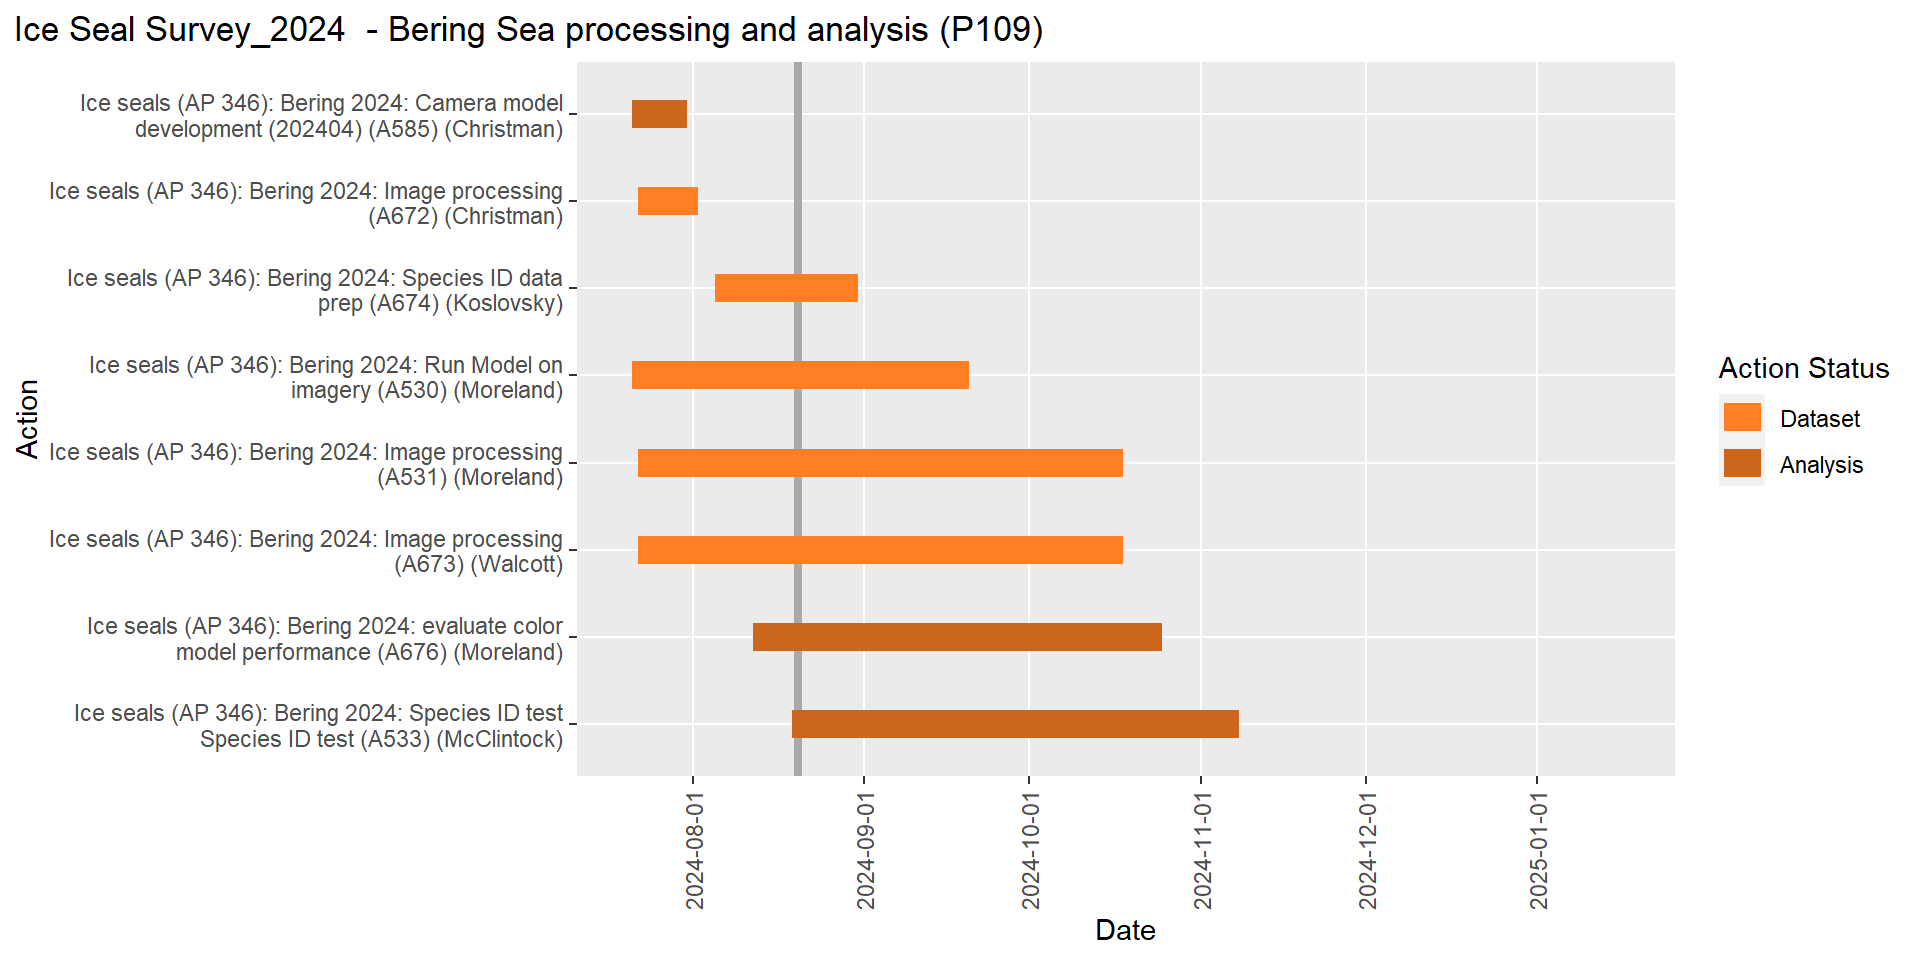 Ice Seal Survey_2024  - Bering Sea processing and analysis (P109)
Action
Ice seals (AP 346): Bering 2024: Camera model
development (202404) (A585) (Christman)
Ice seals (AP 346): Bering 2024: Image processing
(A672) (Christman)
Ice seals (AP 346): Bering 2024: Species ID data
prep (A674) (Koslovsky)
Ice seals (AP 346): Bering 2024: Run Model on
imagery (A530) (Moreland)
Ice seals (AP 346): Bering 2024: Image processing
(A531) (Moreland)
Ice seals (AP 346): Bering 2024: Image processing
(A673) (Walcott)
Ice seals (AP 346): Bering 2024: evaluate color
model performance (A676) (Moreland)
Ice seals (AP 346): Bering 2024: Species ID test
Species ID test (A533) (McClintock)
2024-08-01
2024-09-01
2024-10-01
2024-11-01
2024-12-01
2025-01-01
Date
Action Status
Dataset
Analysis